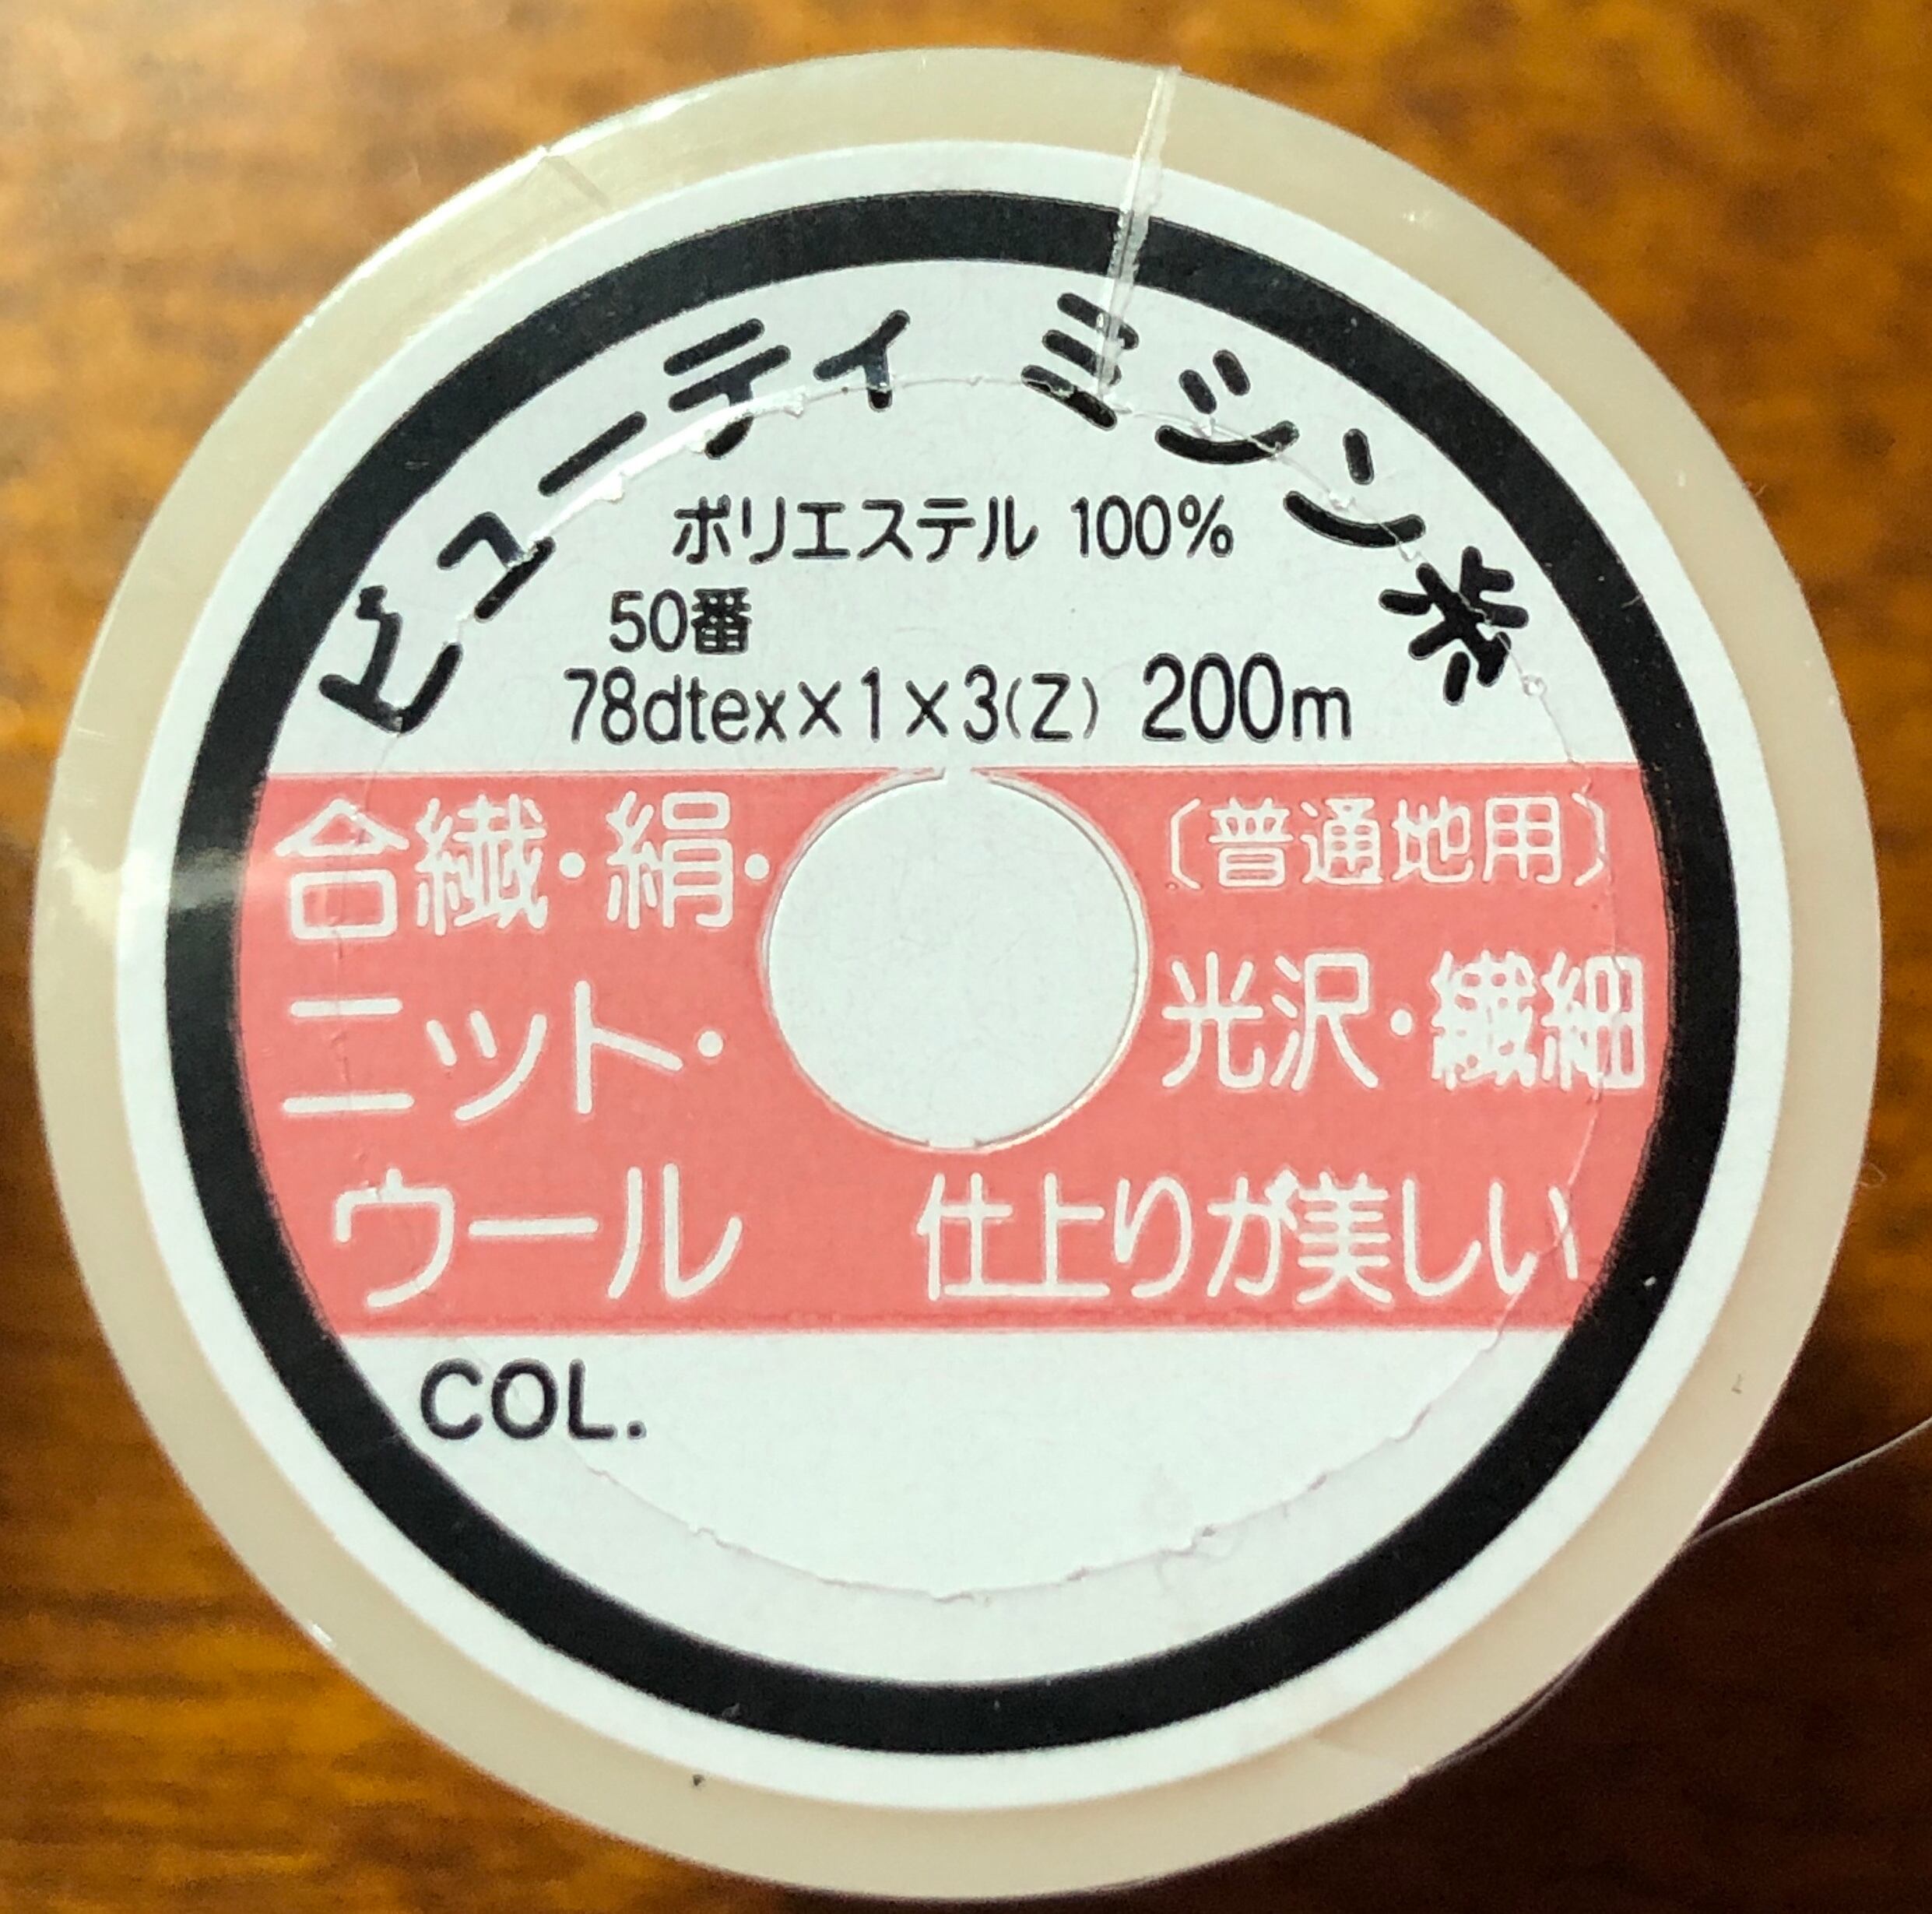 ビューティ ミシン糸
ポリエステル 100%
50番
78dtex×1×3(Z) 200m
合繊・絹・
ニット・
ウール
〔普通地用〕
光沢・繊細
仕上りが美しい
COL.